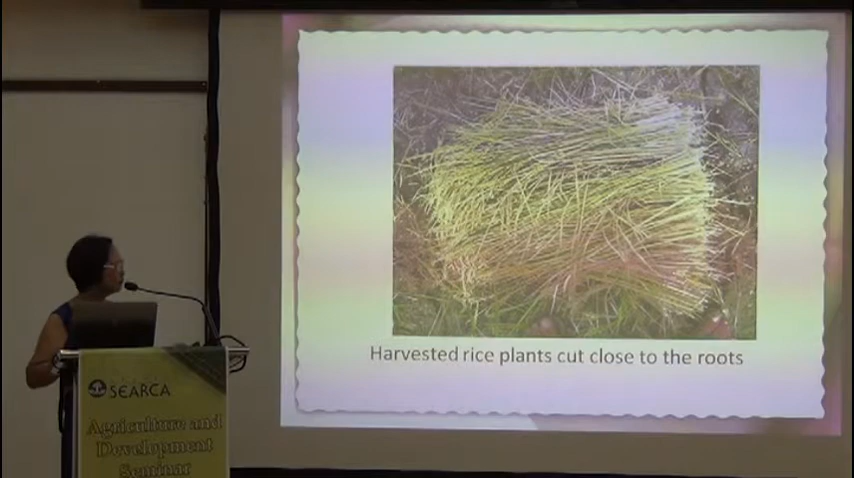 Harvested rice plants cut close to the roots
SEARCA
Agriculture and
Development
Seminar